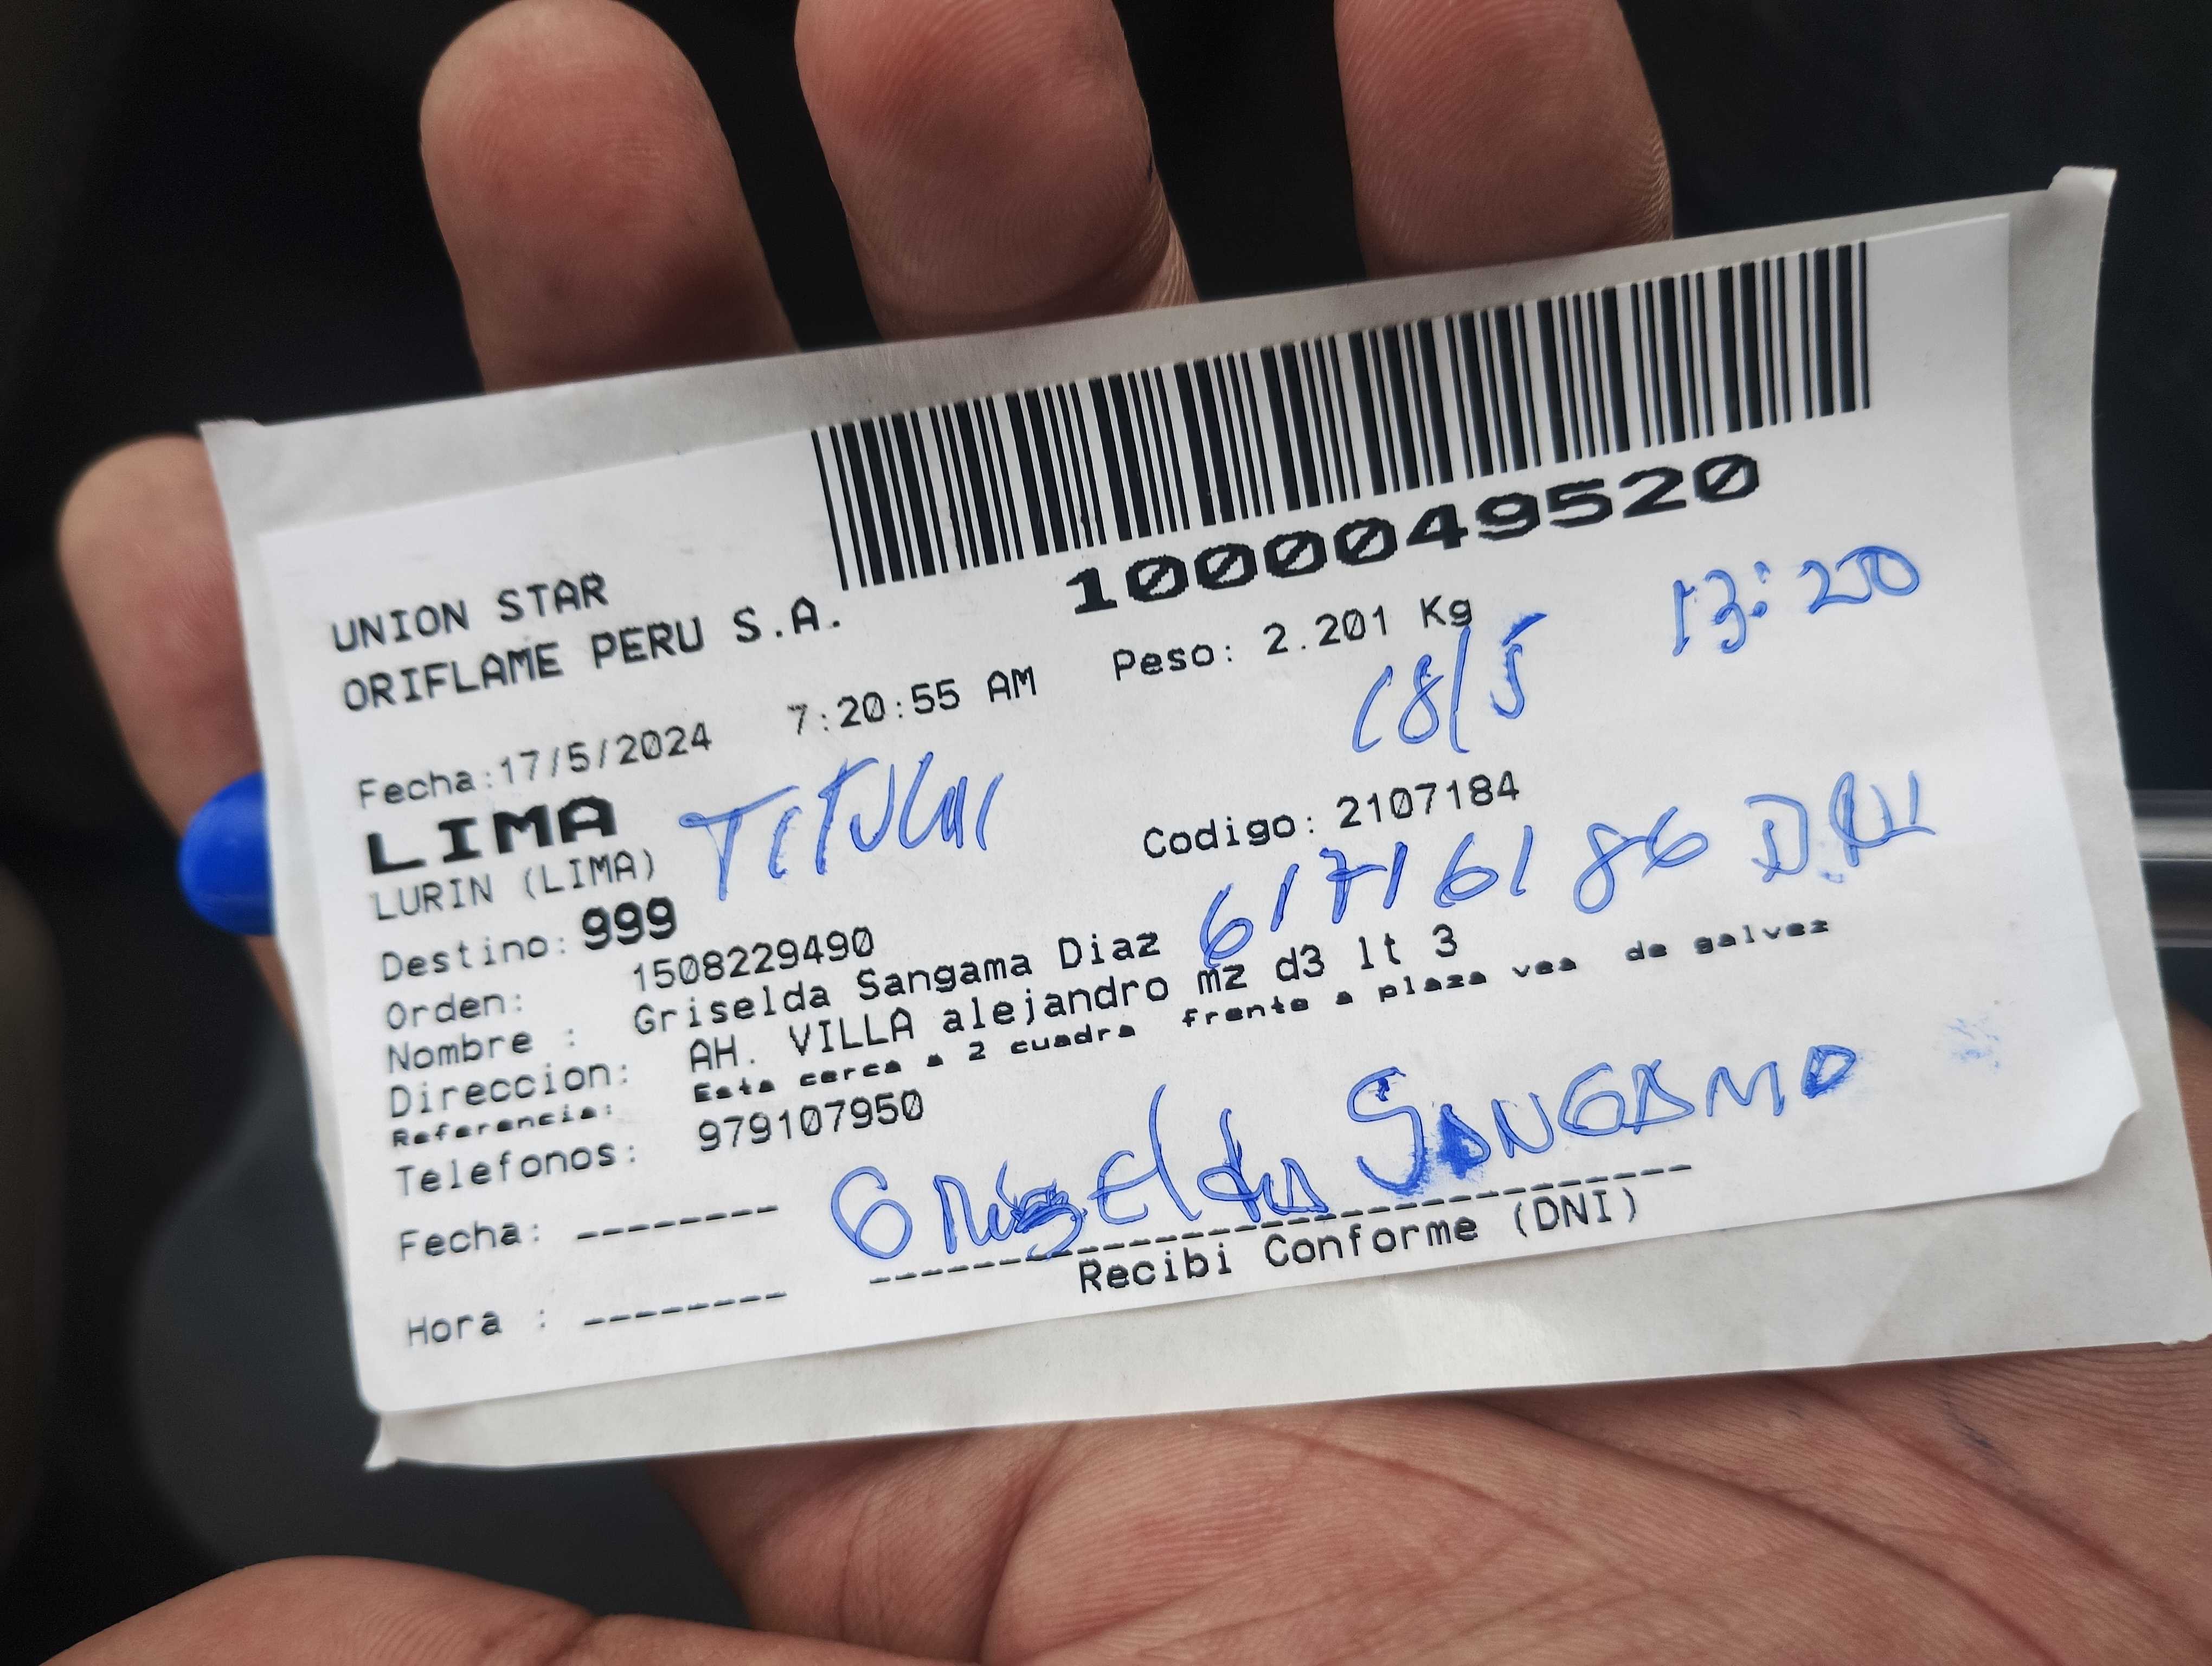 1000049520
UNION STAR
ORIFLAME PERU S.A.
Fecha:17/5/2024 7:20:55 AM Peso: 2.201 Kg
18/5 13:20
LIMA
TITULAR
LURIN (LIMA) Codigo: 2107184
Destino: 999
61716186
Orden: 1508229490
Nombre : Griselda Sangama Diaz
Direccion: AH. VILLA alejandro mz d3 lt 3
Referencia: Esta cerca a 2 cuadra frente a plaza vea de galvez
Telefonos: 979107950
GRISELDA SANGAMA
Fecha: --------
Recibi Conforme (DNI)
Hora : --------